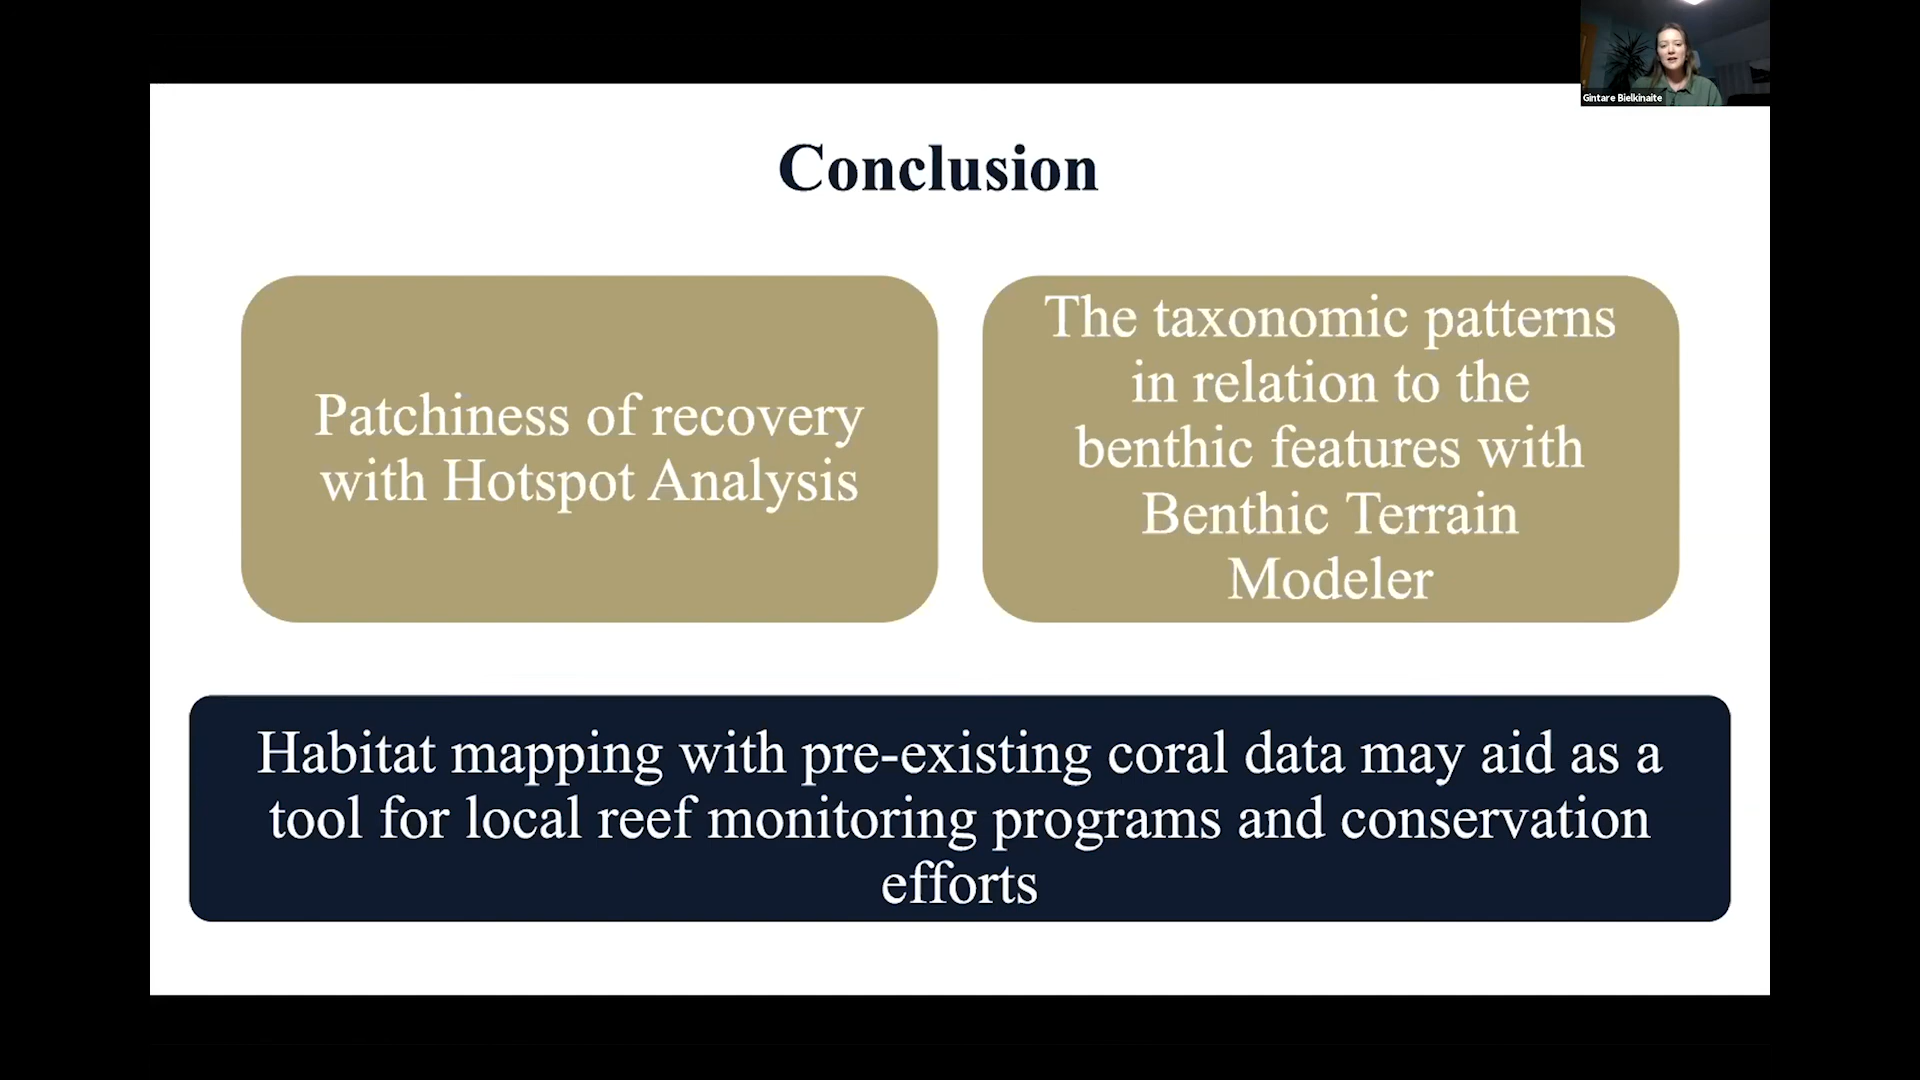 Gintare Bielkinaite
Conclusion
Patchiness of recovery
with Hotspot Analysis
The taxonomic patterns
in relation to the
benthic features with
Benthic Terrain
Modeler
Habitat mapping with pre-existing coral data may aid as a
tool for local reef monitoring programs and conservation
efforts